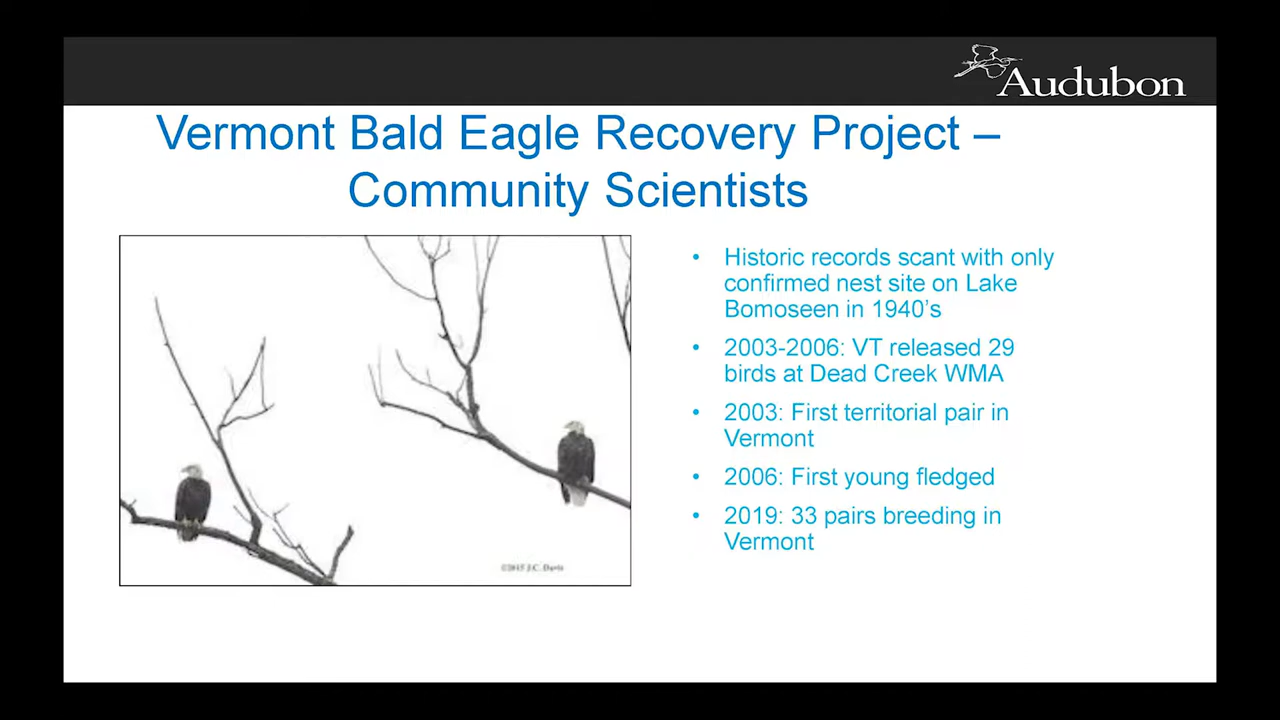 Audubon
Vermont Bald Eagle Recovery Project –
Community Scientists
• Historic records scant with only
confirmed nest site on Lake
Bomoseen in 1940's
• 2003-2006: VT released 29
birds at Dead Creek WMA
• 2003: First territorial pair in
Vermont
• 2006: First young fledged
• 2019: 33 pairs breeding in
Vermont
©2015 J.C. Davis